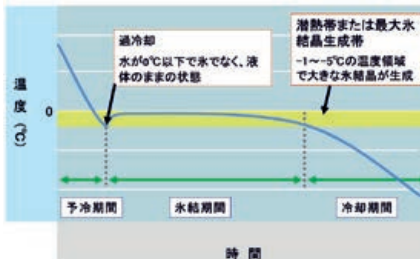 過冷却
水が0℃以下で氷でなく、液
体のままの状態
潜熱帯または最大氷
結晶生成帯
-1～-5℃の温度領域
で大きな氷結晶が生成
温度(℃)
0
予冷期間
氷結期間
冷却期間
時間